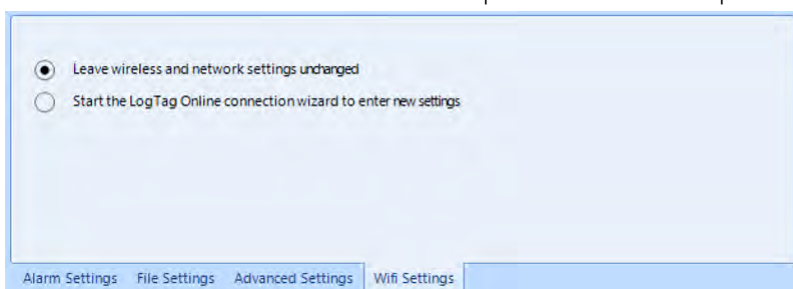 Leave wireless and network settings unchanged
Start the LogTag Online connection wizard to enter new settings
Alarm Settings File Settings Advanced Settings Wifi Settings